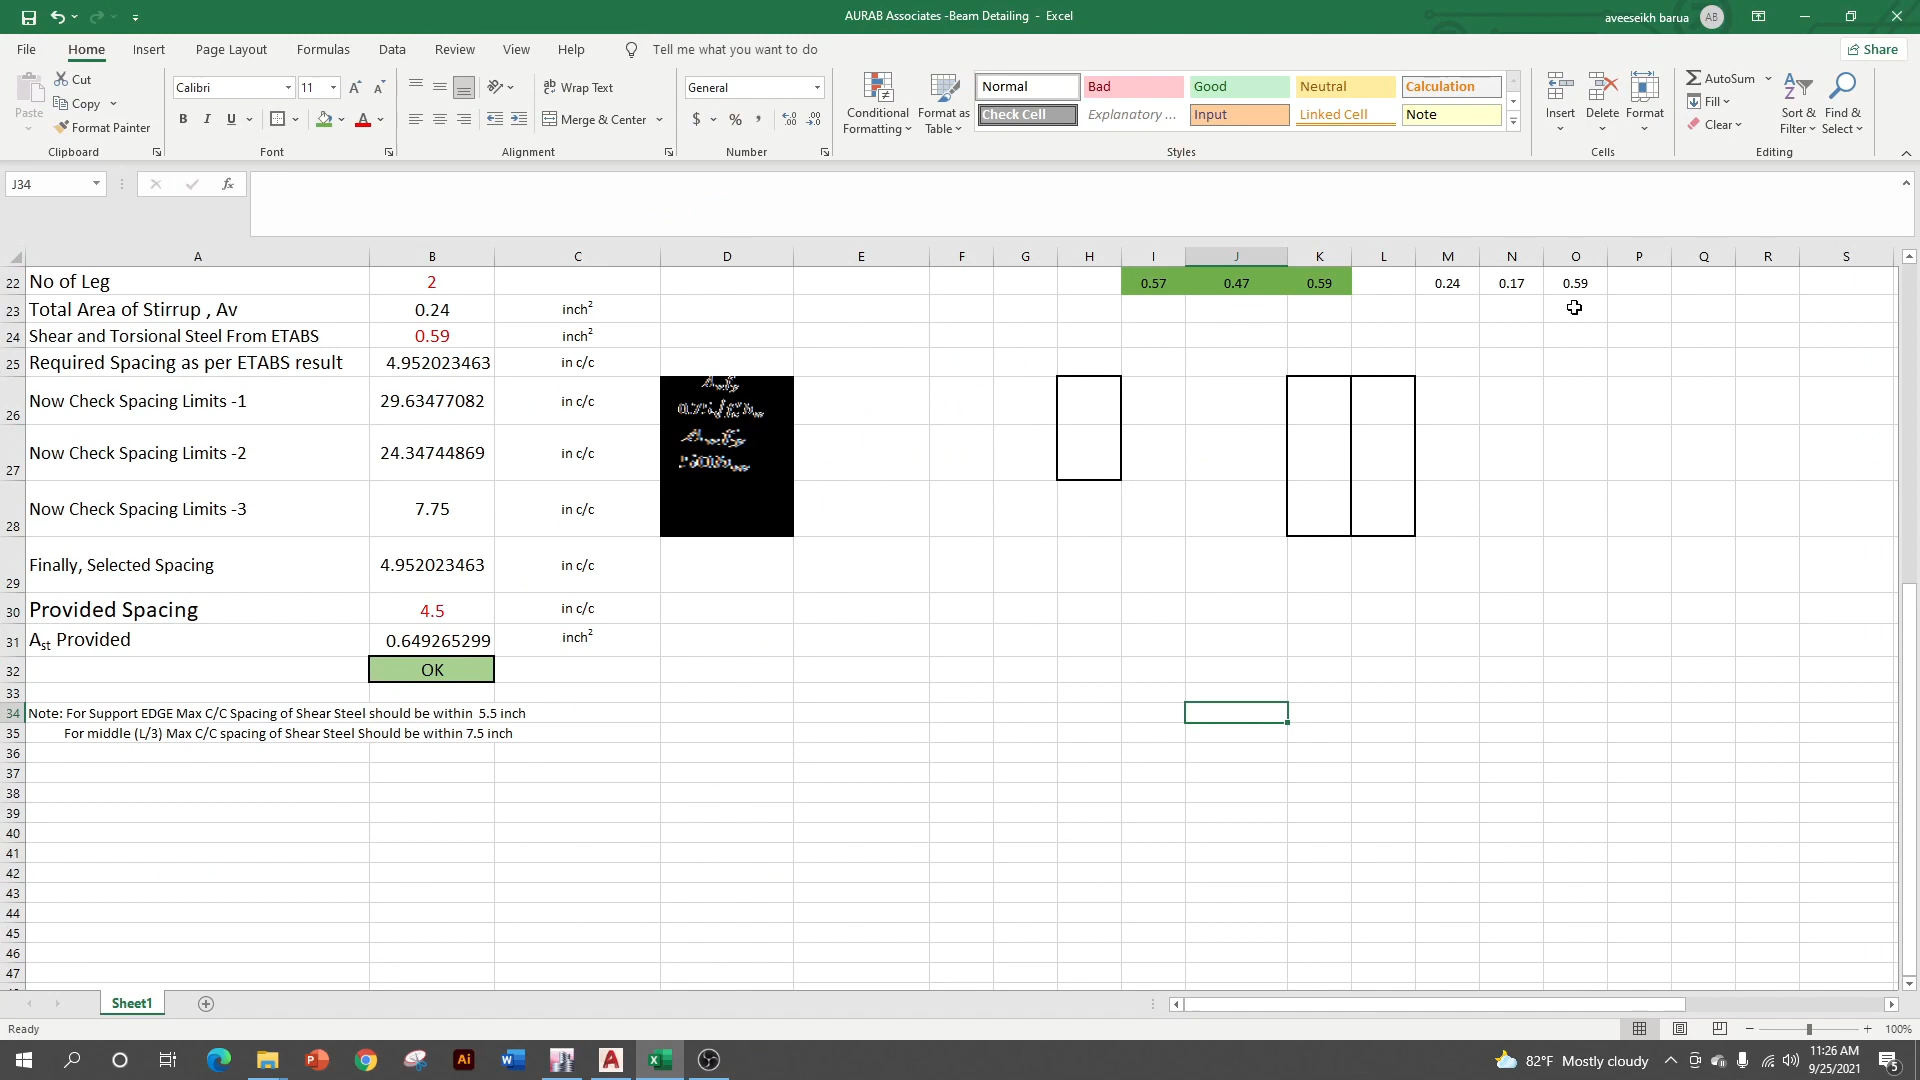 AURAB Associates -Beam Detailing - Excel
aveeseikh barua AB
File Home Insert Page Layout Formulas Data Review View Help Tell me what you want to do Share
Paste
Cut
Copy
Format Painter
Clipboard
Calibri 11
B I U
Font
Wrap Text
Merge & Center
Alignment
General
$ % ,
Number
Conditional Formatting
Format as Table
Normal Bad Good Neutral Calculation
Check Cell Explanatory ... Input Linked Cell Note
Styles
Insert Delete Format
Cells
AutoSum
Fill
Clear
Sort & Filter
Find & Select
Editing
J34 fx
A B C D E F G H I J K L M N O P Q R S
22 No of Leg 2 0.57 0.47 0.59 0.24 0.17 0.59
23 Total Area of Stirrup , Av 0.24 inch2
24 Shear and Torsional Steel From ETABS 0.59 inch2
25 Required Spacing as per ETABS result 4.952023463 in c/c
26 Now Check Spacing Limits -1 29.63477082 in c/c
27 Now Check Spacing Limits -2 24.34744869 in c/c
28 Now Check Spacing Limits -3 7.75 in c/c
29 Finally, Selected Spacing 4.952023463 in c/c
30 Provided Spacing 4.5 in c/c
31 Ast Provided 0.649265299 inch2
32 OK
33
34 Note: For Support EDGE Max C/C Spacing of Shear Steel should be within 5.5 inch
35 For middle (L/3) Max C/C spacing of Shear Steel Should be within 7.5 inch
36
37
38
39
40
41
42
43
44
45
46
47
Sheet1
Ready 100%
82°F Mostly cloudy
11:26 AM
9/25/2021
5